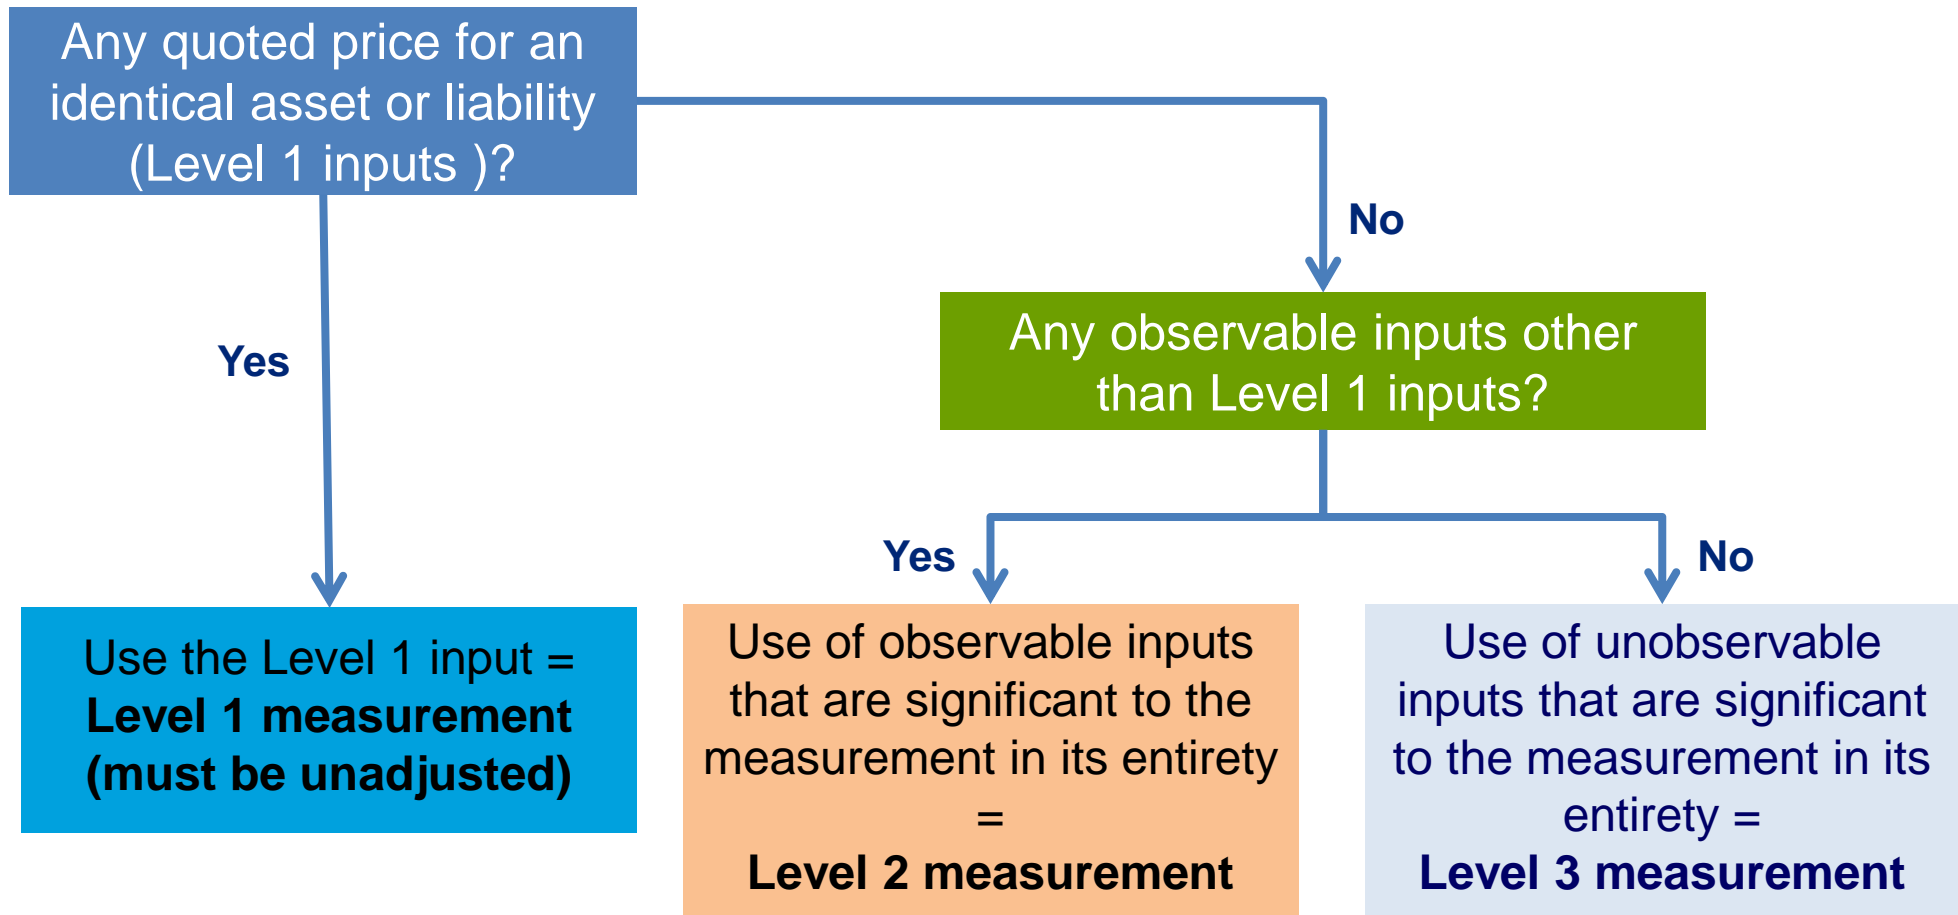 Any quoted price for an
identical asset or liability
(Level 1 inputs )?
No
Yes
Any observable inputs other
than Level 1 inputs?
Yes
No
Use the Level 1 input =
Level 1 measurement
(must be unadjusted)
Use of observable inputs
that are significant to the
measurement in its entirety
=
Level 2 measurement
Use of unobservable
inputs that are significant
to the measurement in its
entirety =
Level 3 measurement